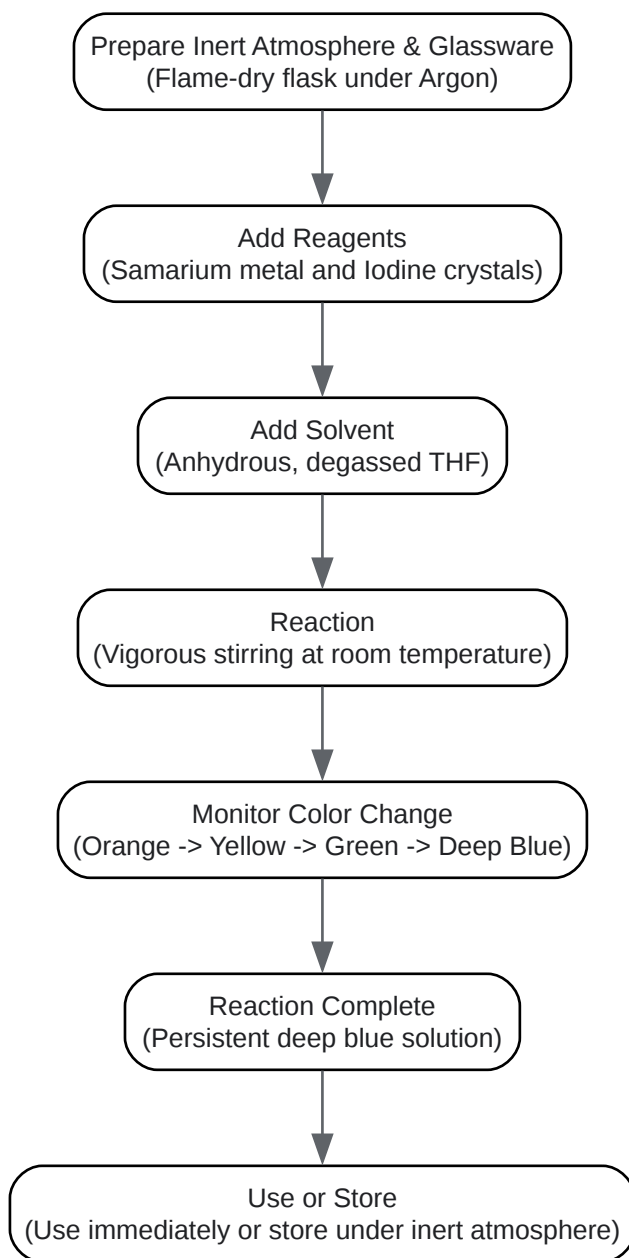 Prepare Inert Atmosphere & Glassware
(Flame-dry flask under Argon)
Add Reagents
(Samarium metal and Iodine crystals)
Add Solvent
(Anhydrous, degassed THF)
Reaction
(Vigorous stirring at room temperature)
Monitor Color Change
(Orange -> Yellow -> Green -> Deep Blue)
Reaction Complete
(Persistent deep blue solution)
Use or Store
(Use immediately or store under inert atmosphere)